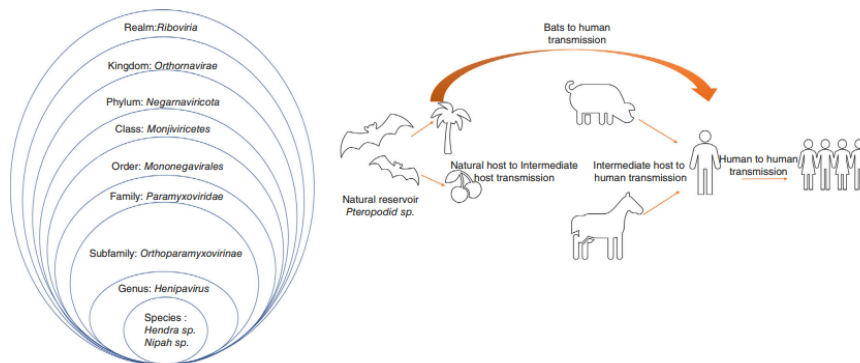 Realm:Riboviria
Kingdom: Orthornavirae
Phylum: Negarnaviricota
Class: Monjiviricetes
Order: Mononegavirales
Family: Paramyxoviridae
Subfamily: Orthoparamyxovirinae
Genus: Henipavirus
Species :
Hendra sp.
Nipah sp.
Bats to human
transmission
Natural reservoir
Pteropodid sp.
Natural host to Intermediate
host transmission
Intermediate host to
human transmission
Human to human
transmission